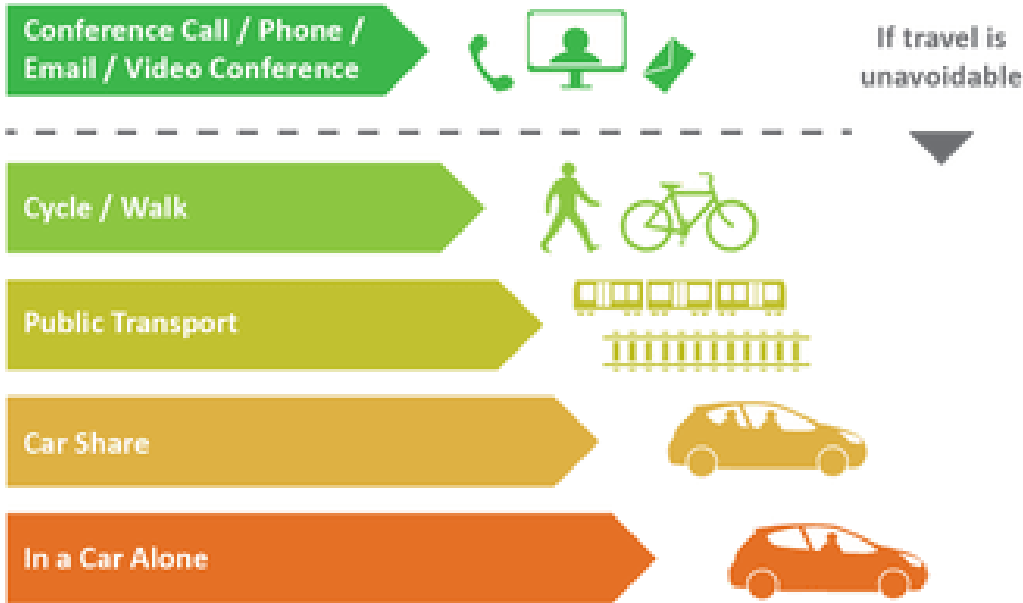 Conference Call / Phone /
Email / Video Conference
If travel is
unavoidable
Cycle / Walk
Public Transport
Car Share
In a Car Alone